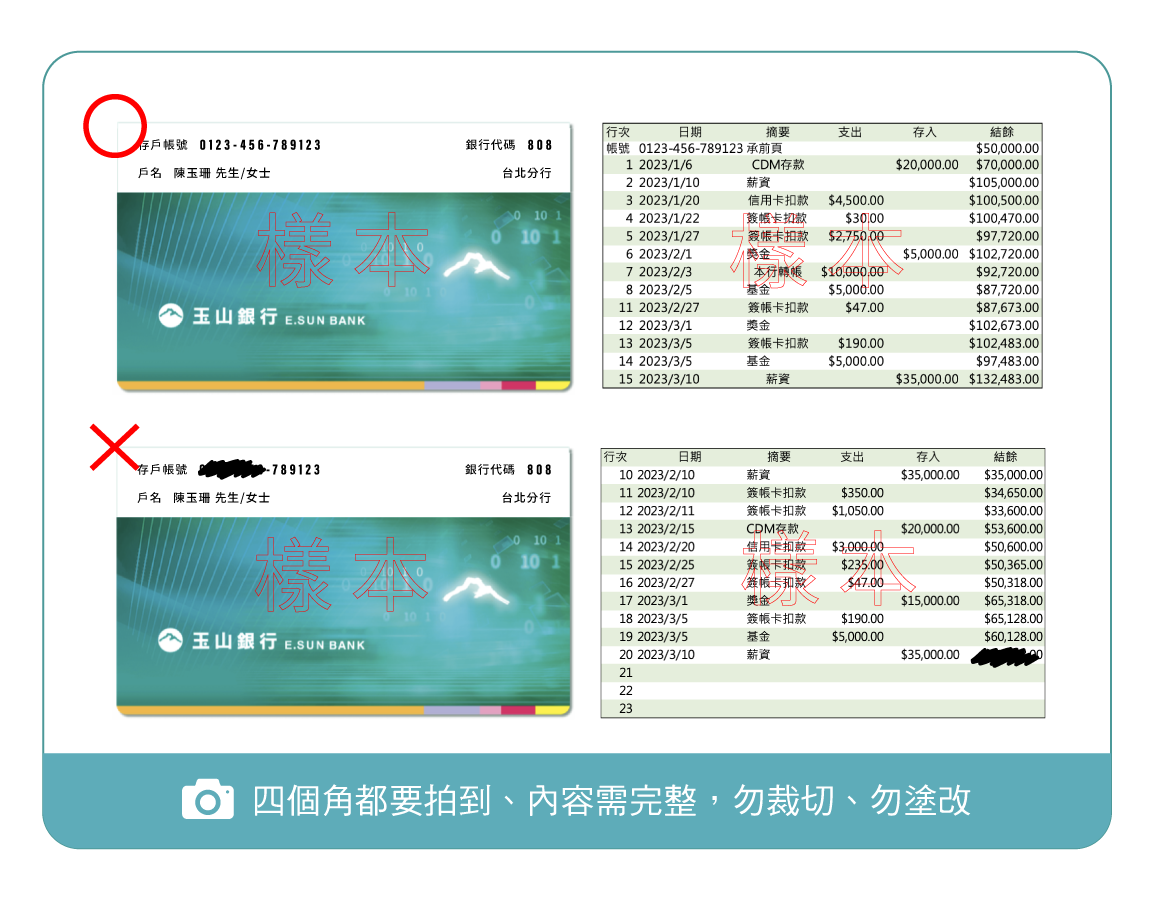 存戶帳號 0123-456-789123 銀行代碼 808
戶名 陳玉珊 先生/女士 台北分行
樣本
0 10 1
0 10 1
玉山銀行 E.SUN BANK
行次 日期 摘要 支出 存入 結餘
帳號 0123-456-789123 承前頁 $50,000.00
1 2023/1/6 CDM存款 $20,000.00 $70,000.00
2 2023/1/10 薪資 $105,000.00
3 2023/1/20 信用卡扣款 $4,500.00 $100,500.00
4 2023/1/22 簽帳卡扣款 $30.00 $100,470.00
5 2023/1/27 簽帳卡扣款 $2,750.00 $97,720.00
6 2023/2/1 獎金 $5,000.00 $102,720.00
7 2023/2/3 本行轉帳 $10,000.00 $92,720.00
8 2023/2/5 基金 $5,000.00 $87,720.00
11 2023/2/27 簽帳卡扣款 $47.00 $87,673.00
12 2023/3/1 獎金 $102,673.00
13 2023/3/5 簽帳卡扣款 $190.00 $102,483.00
14 2023/3/5 基金 $5,000.00 $97,483.00
15 2023/3/10 薪資 $35,000.00 $132,483.00
樣本
存戶帳號 -789123 銀行代碼 808
戶名 陳玉珊 先生/女士 台北分行
樣本
0 10 1
0 10 1
玉山銀行 E.SUN BANK
行次 日期 摘要 支出 存入 結餘
10 2023/2/10 薪資 $35,000.00 $35,000.00
11 2023/2/10 簽帳卡扣款 $350.00 $34,650.00
12 2023/2/11 簽帳卡扣款 $1,050.00 $33,600.00
13 2023/2/15 CDM存款 $20,000.00 $53,600.00
14 2023/2/20 信用卡扣款 $3,000.00 $50,600.00
15 2023/2/25 簽帳卡扣款 $235.00 $50,365.00
16 2023/2/27 簽帳卡扣款 $47.00 $50,318.00
17 2023/3/1 獎金 $15,000.00 $65,318.00
18 2023/3/5 簽帳卡扣款 $190.00 $65,128.00
19 2023/3/5 基金 $5,000.00 $60,128.00
20 2023/3/10 薪資 $35,000.00
21
22
23
樣本
四個角都要拍到、內容需完整，勿裁切、勿塗改